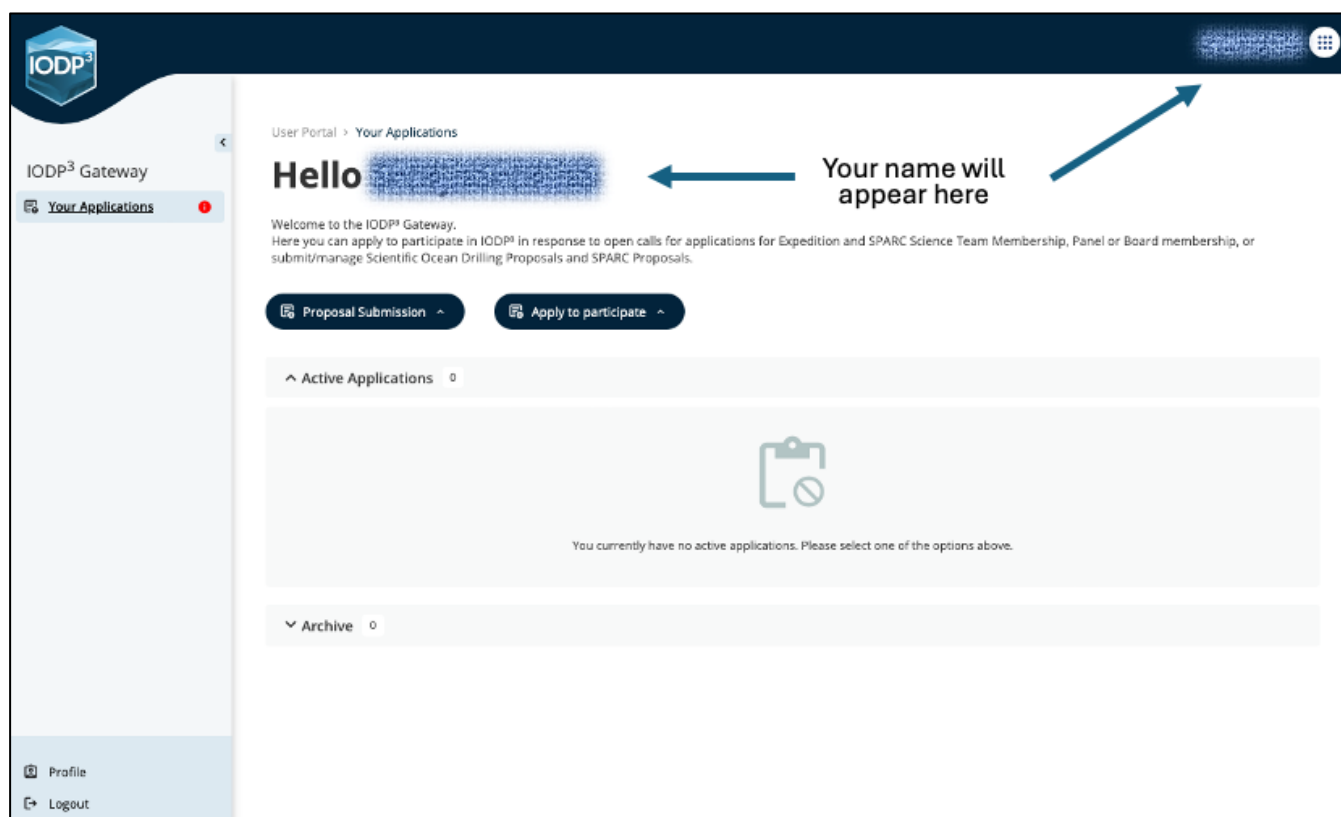 IODP³
User Portal > Your Applications
IODP³ Gateway
Hello
Your name will
appear here
Your Applications
Welcome to the IODP³ Gateway.
Here you can apply to participate in IODP³ in response to open calls for applications for Expedition and SPARC Science Team Membership, Panel or Board membership, or
submit/manage Scientific Ocean Drilling Proposals and SPARC Proposals.
Proposal Submission
Apply to participate
Active Applications 0
You currently have no active applications. Please select one of the options above.
Archive 0
Profile
Logout